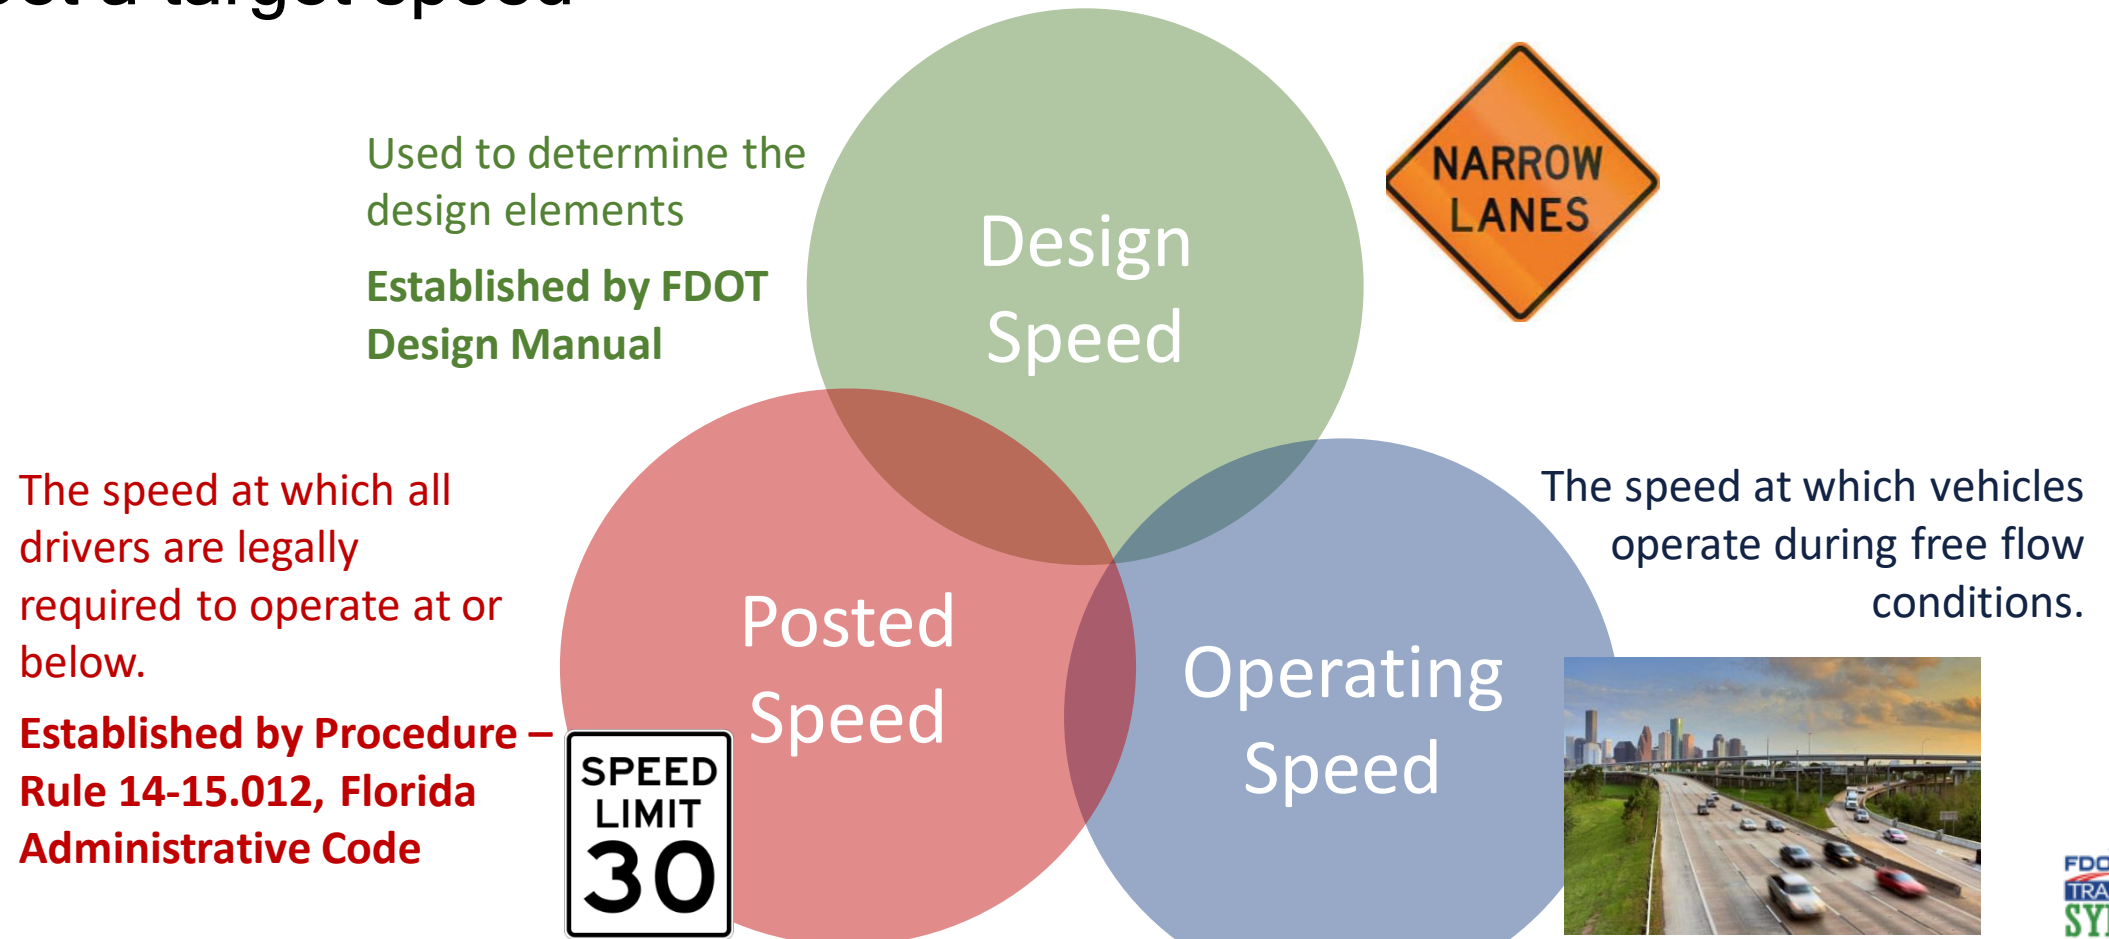 a target speed
Used to determine the
design elements
Established by FDOT
Design Manual
Design
Speed
NARROW
LANES
The speed at which all
drivers are legally
required to operate at or
below.
Established by Procedure –
Rule 14-15.012, Florida
Administrative Code
Posted
Speed
SPEED
LIMIT
30
Operating
Speed
The speed at which vehicles
operate during free flow
conditions.